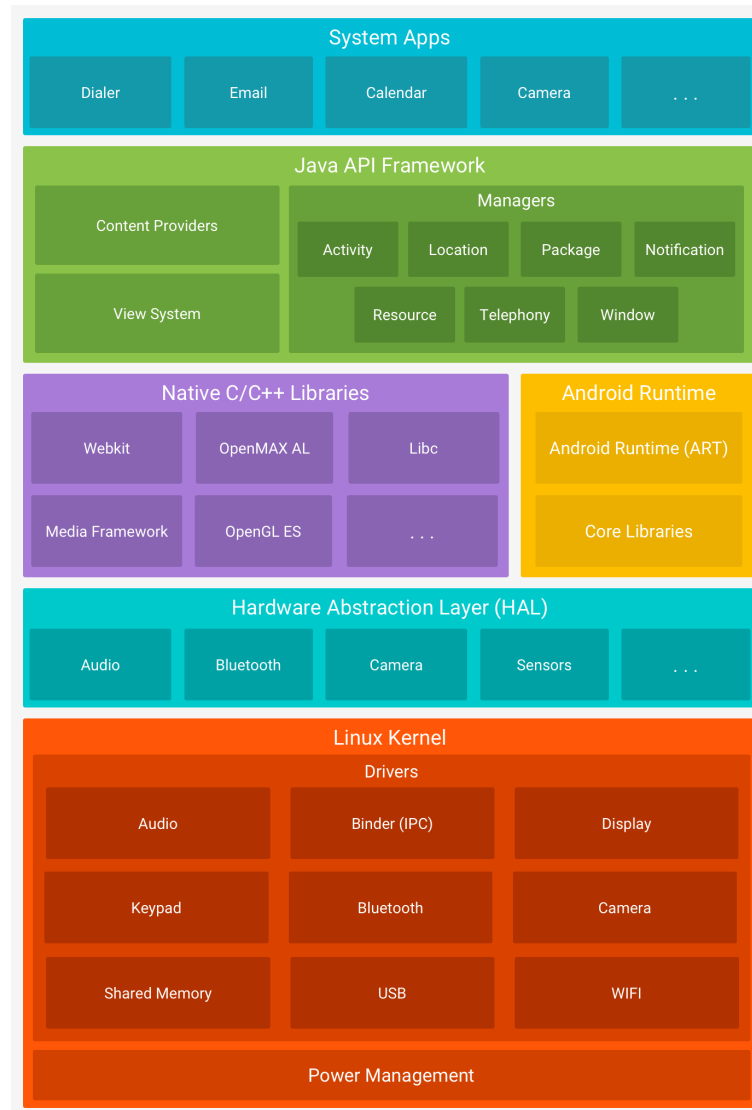 System Apps
Dialer
Email
Calendar
Camera
. . .
Java API Framework
Content Providers
View System
Managers
Activity
Location
Package
Notification
Resource
Telephony
Window
Native C/C++ Libraries
Webkit
OpenMAX AL
Libc
Media Framework
OpenGL ES
. . .
Android Runtime
Android Runtime (ART)
Core Libraries
Hardware Abstraction Layer (HAL)
Audio
Bluetooth
Camera
Sensors
. . .
Linux Kernel
Drivers
Audio
Binder (IPC)
Display
Keypad
Bluetooth
Camera
Shared Memory
USB
WIFI
Power Management